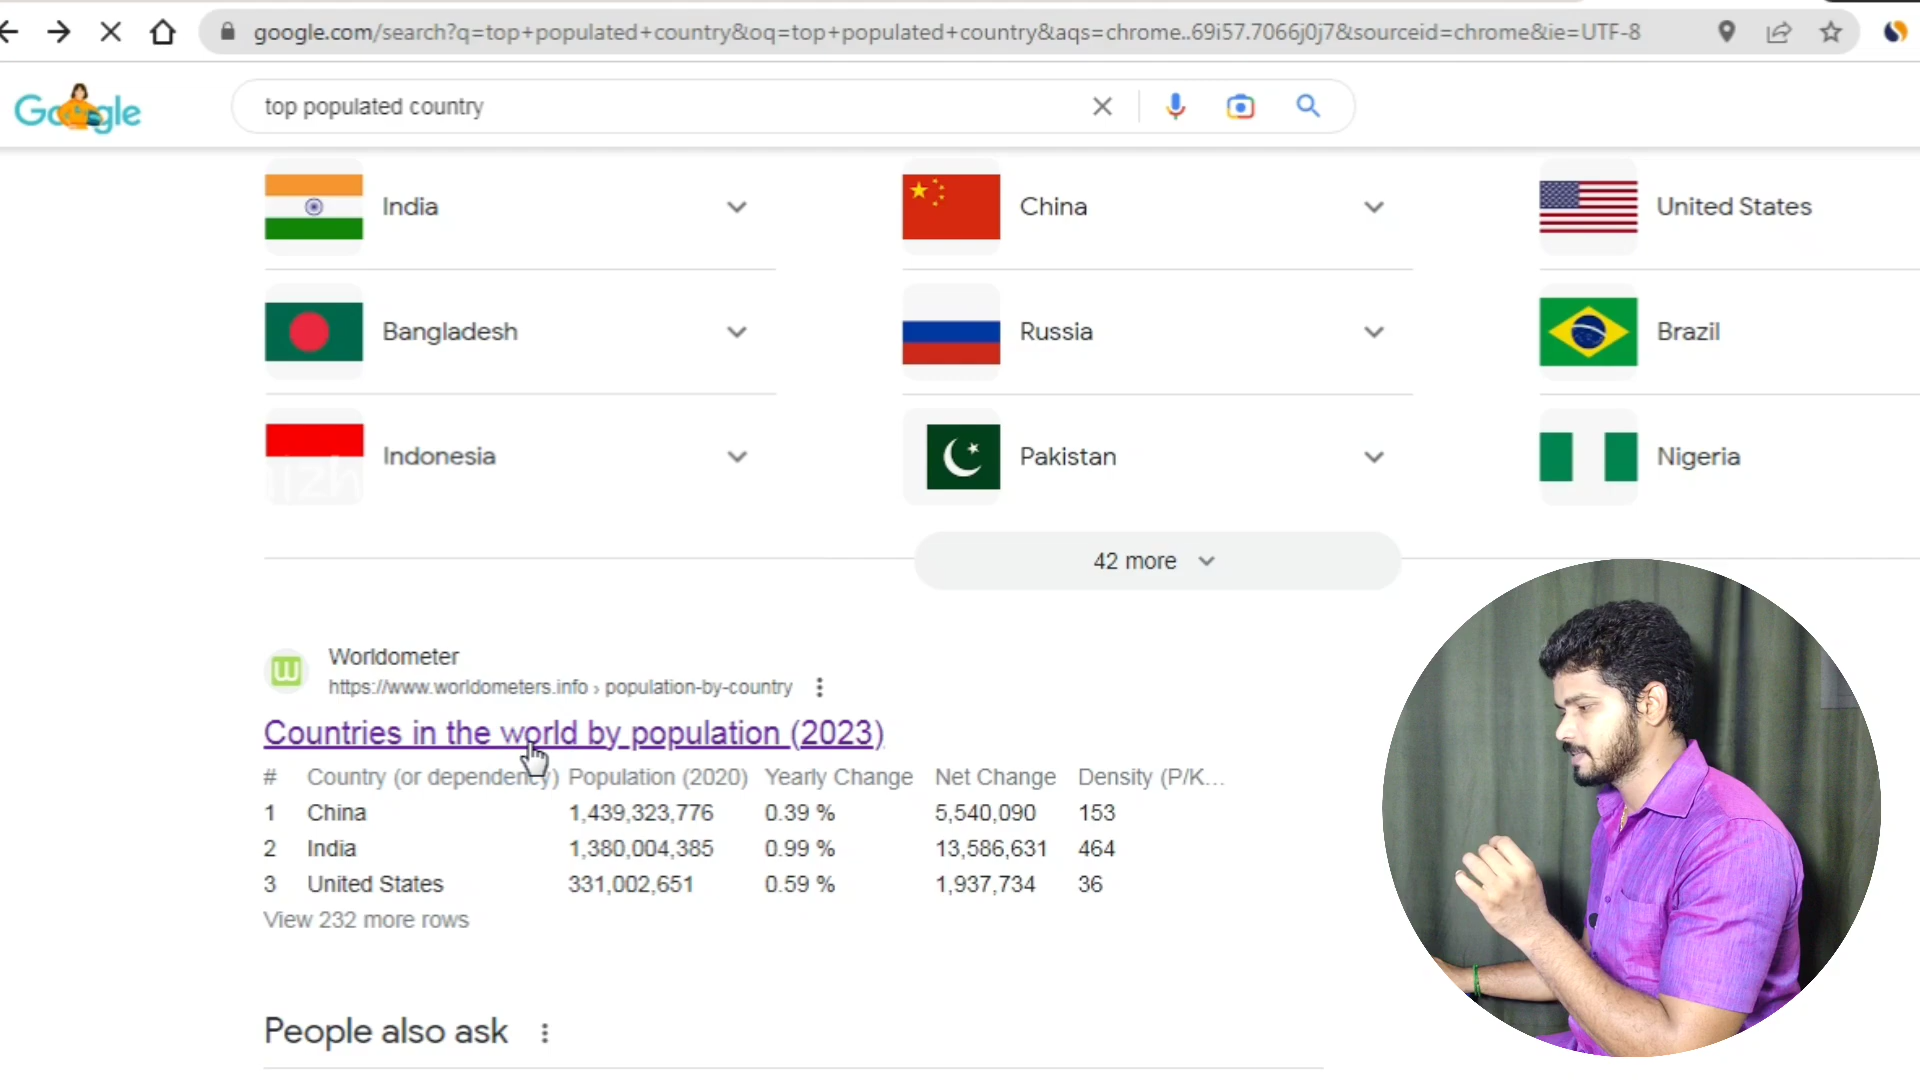 google.com/search?q=top+populated+country&oq=top+populated+country&aqs=chrome..69i57.7066j0j7&sourceid=chrome&ie=UTF-8
Google
top populated country
India
China
United States
Bangladesh
Russia
Brazil
Indonesia
Pakistan
Nigeria
42 more
Worldometer
https://www.worldometers.info › population-by-country
Countries in the world by population (2023)
# Country (or dependency) Population (2020) Yearly Change Net Change Density (P/K...
1 China 1,439,323,776 0.39 % 5,540,090 153
2 India 1,380,004,385 0.99 % 13,586,631 464
3 United States 331,002,651 0.59 % 1,937,734 36
View 232 more rows
People also ask